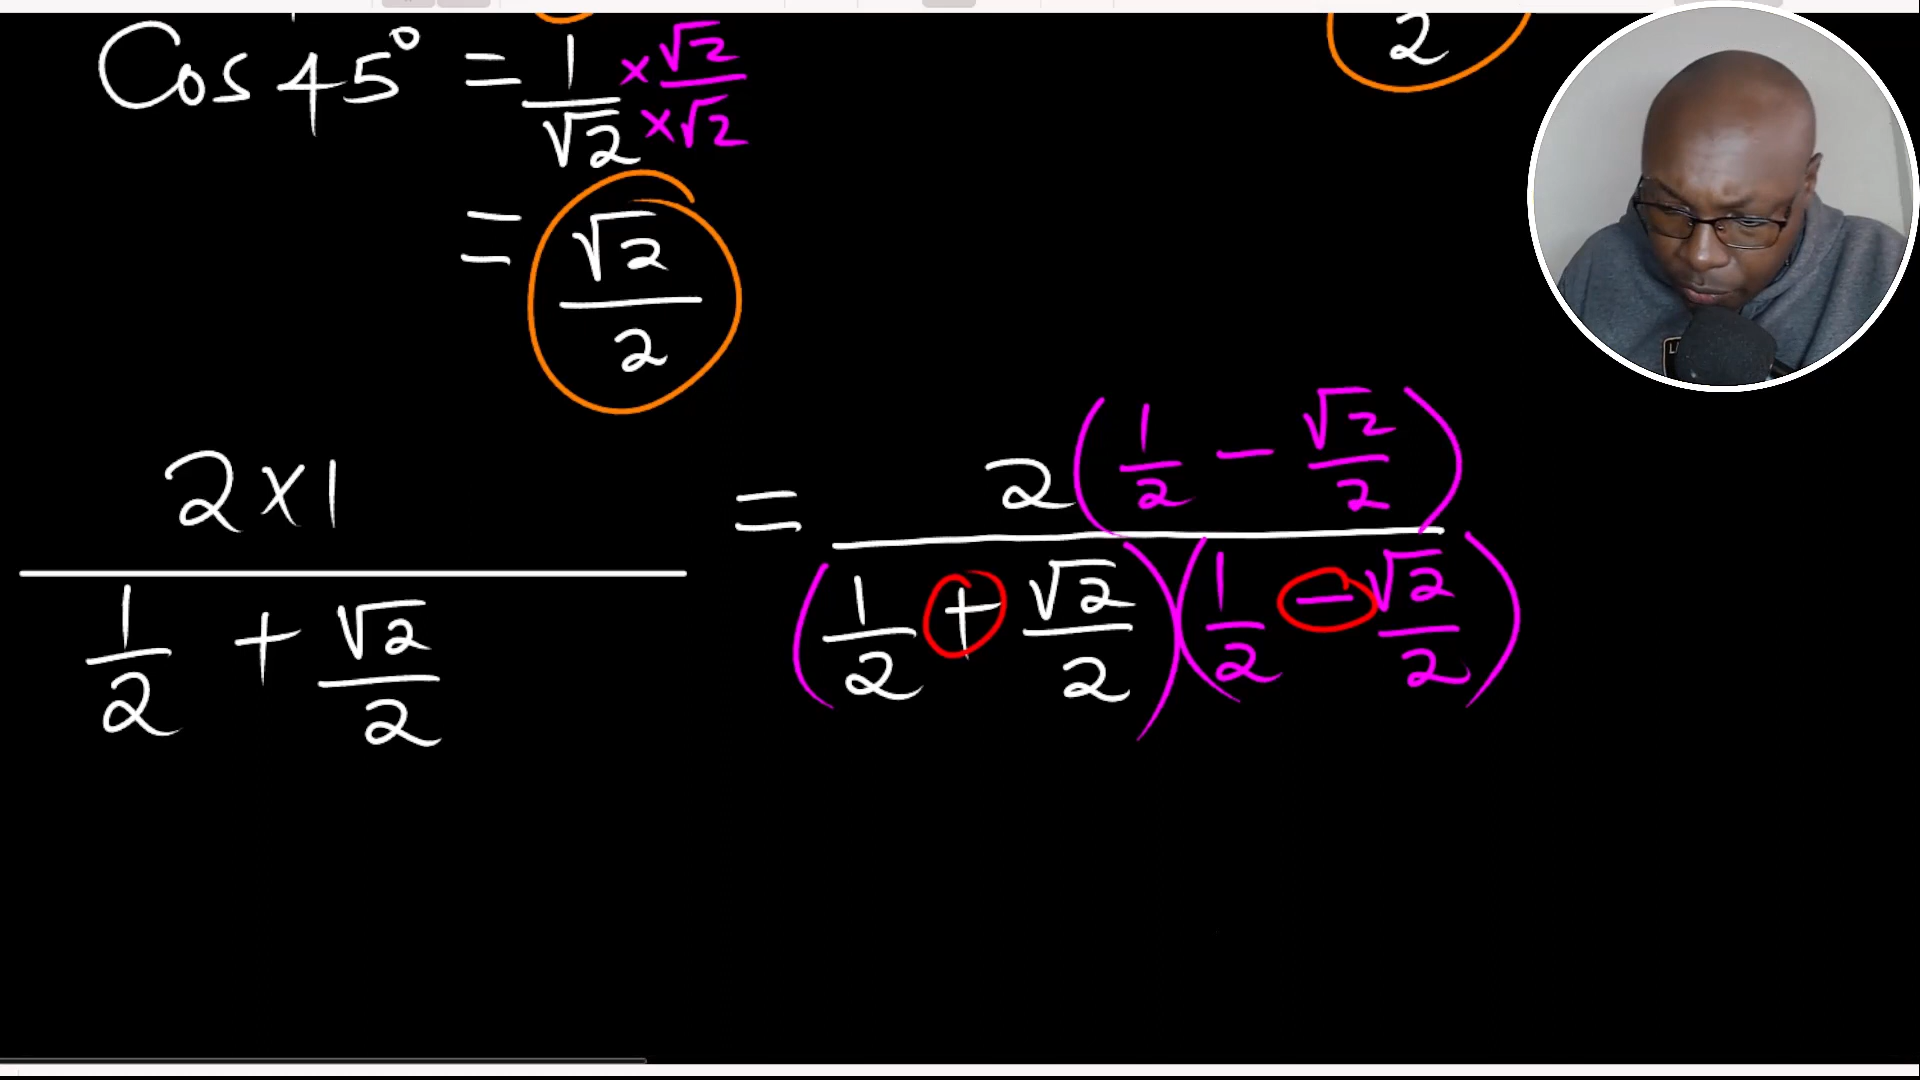 Cos 45° = 1/√2 ×√2/×√2
2
= √2/2
2×1 / (1/2 + √2/2) = 2(1/2 − √2/2) / (1/2 + √2/2)(1/2 − √2/2)